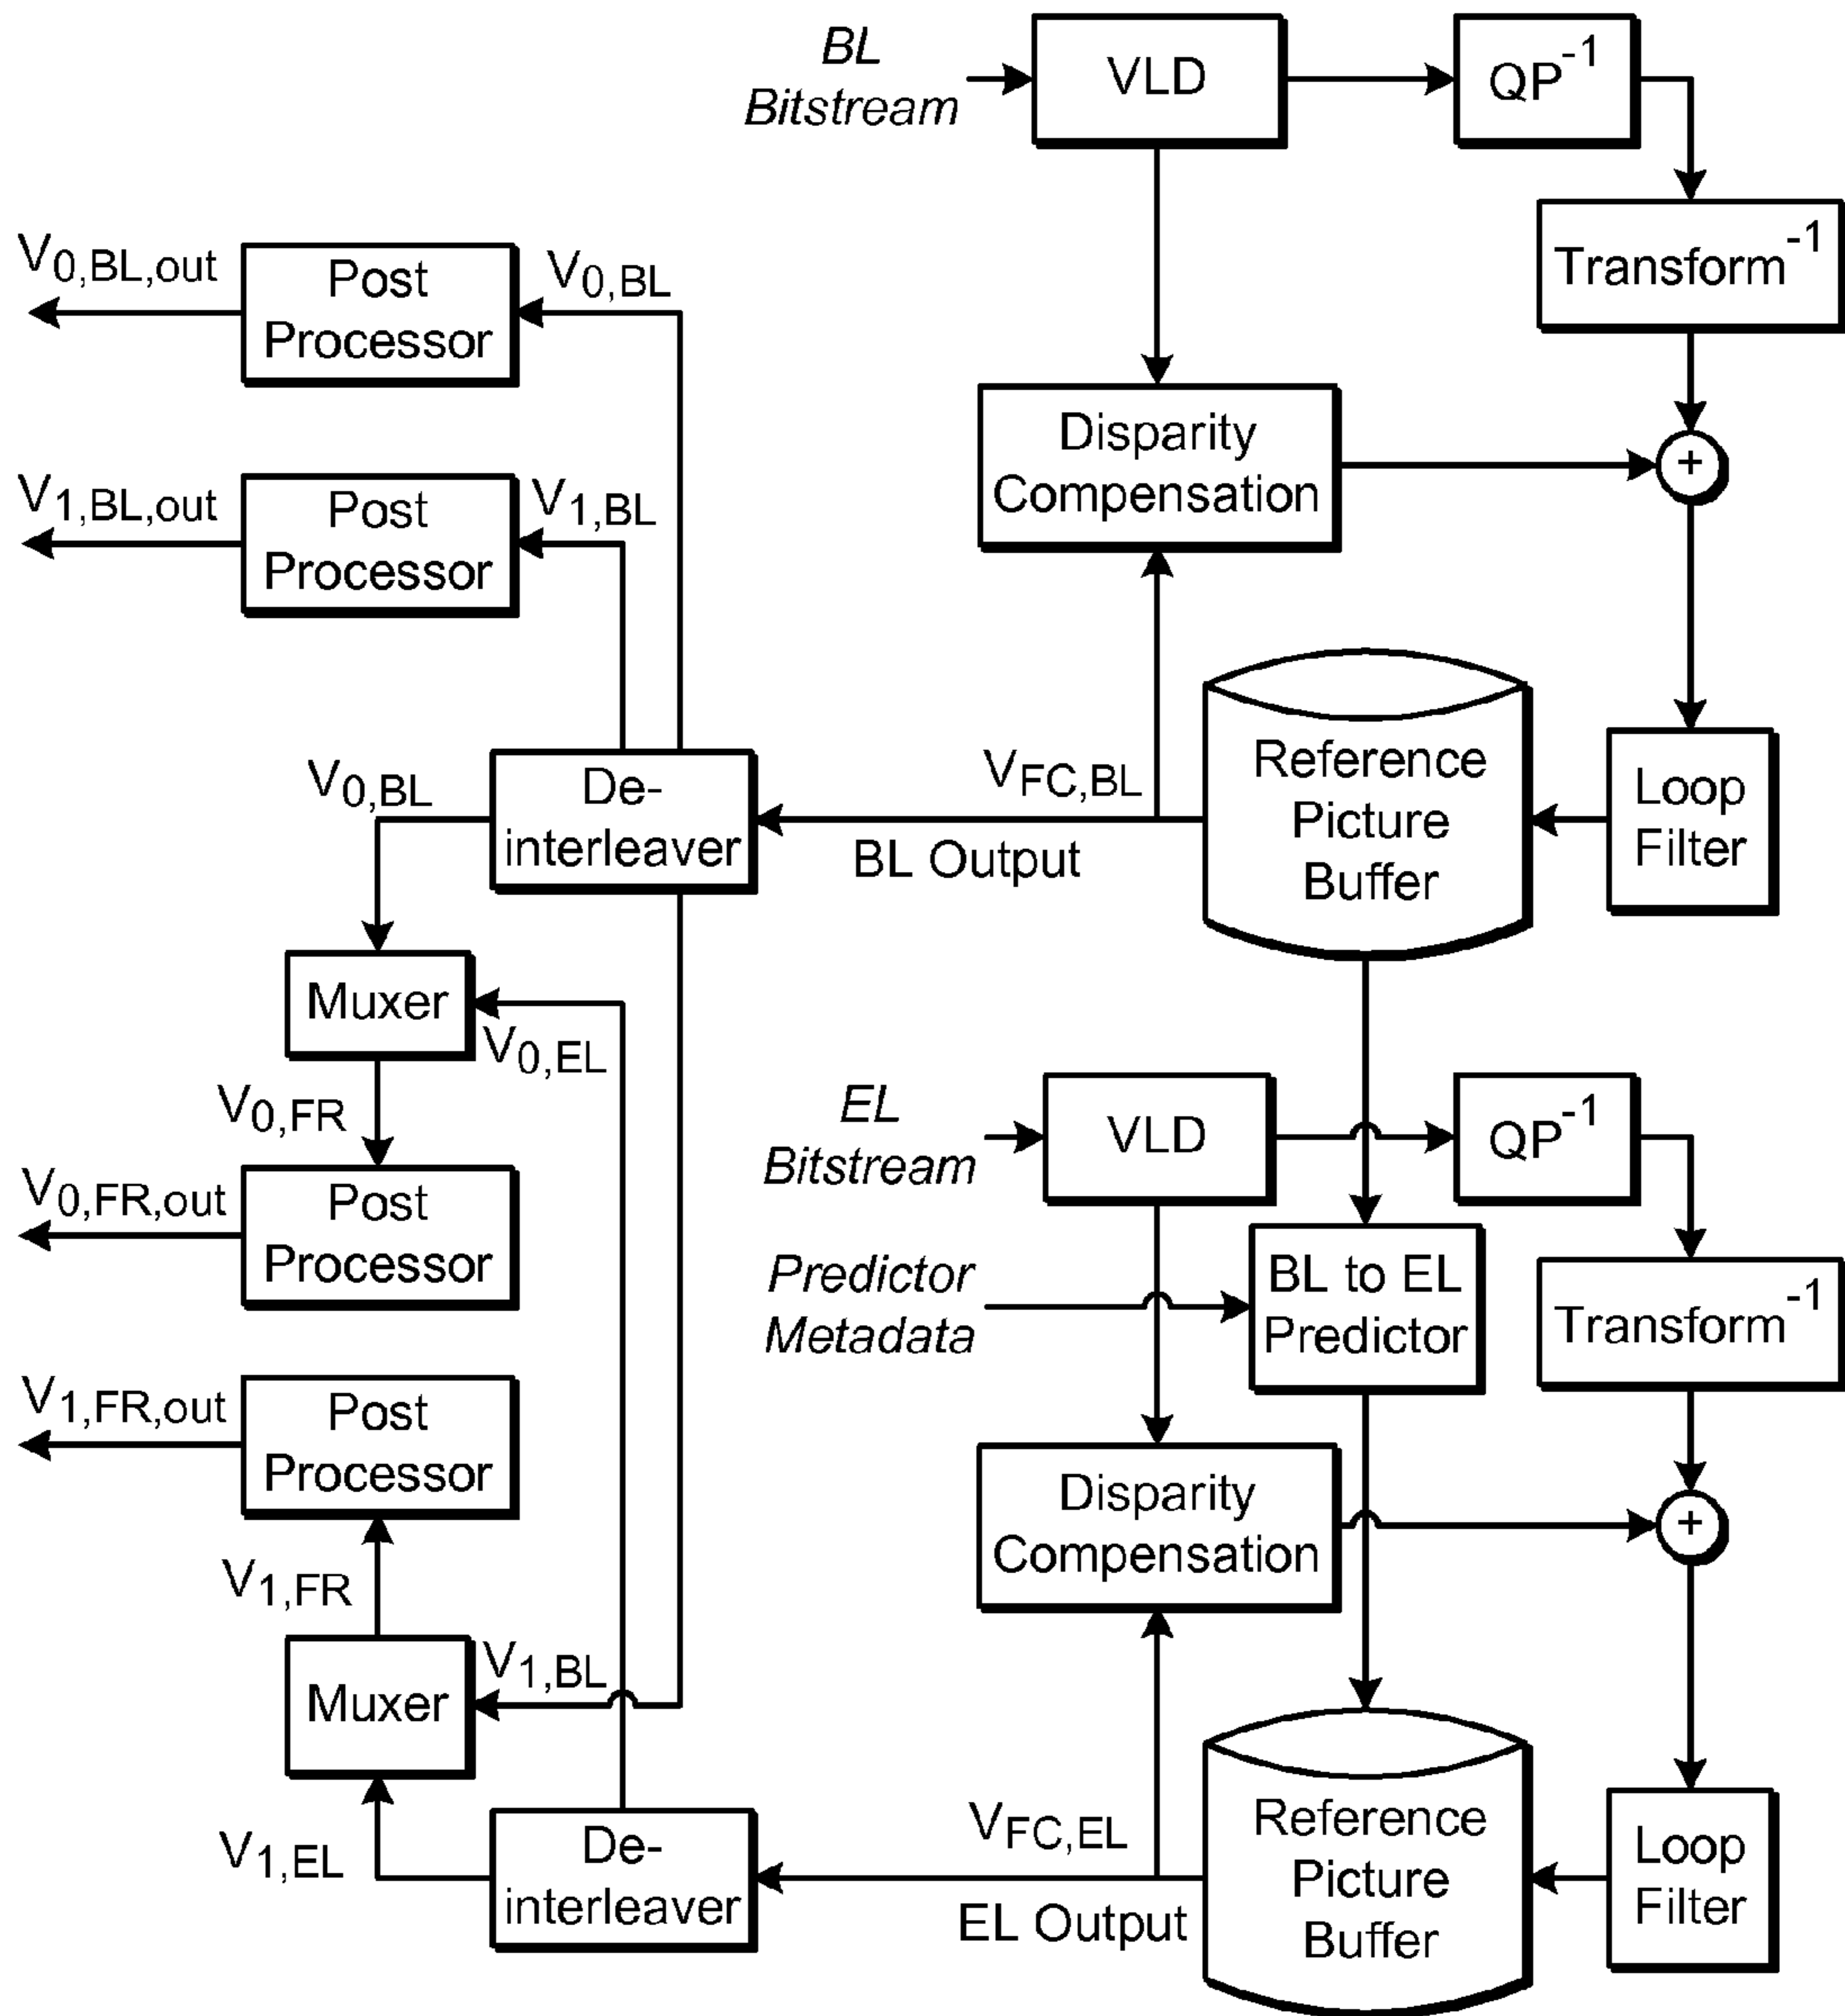 BL
Bitstream
VLD
QP-1
Transform-1
V0,BL,out
Post
Processor
V0,BL
Disparity
Compensation
+
V1,BL,out
Post
Processor
V1,BL
V0,BL
De-
interleaver
VFC,BL
BL Output
Reference
Picture
Buffer
Loop
Filter
Muxer
V0,EL
V0,FR
EL
Bitstream
VLD
QP-1
V0,FR,out
Post
Processor
Predictor
Metadata
BL to EL
Predictor
Transform-1
V1,FR,out
Post
Processor
Disparity
Compensation
+
V1,FR
Muxer
V1,BL
V1,EL
De-
interleaver
VFC,EL
EL Output
Reference
Picture
Buffer
Loop
Filter